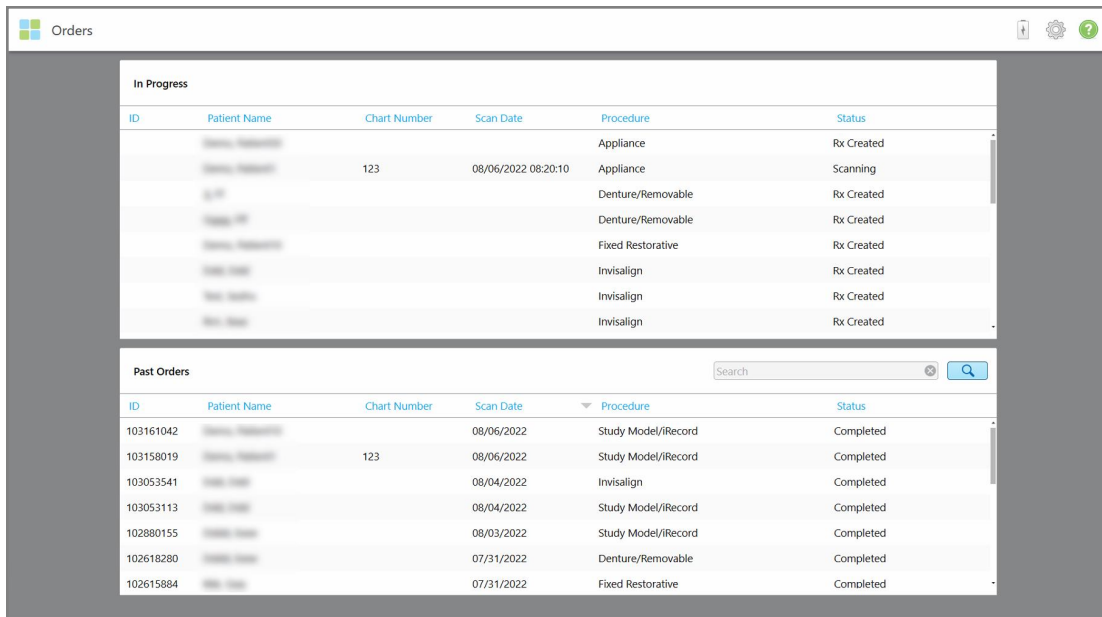 Orders
In Progress
ID Patient Name Chart Number Scan Date Procedure Status
Appliance Rx Created
123 08/06/2022 08:20:10 Appliance Scanning
Denture/Removable Rx Created
Denture/Removable Rx Created
Fixed Restorative Rx Created
Invisalign Rx Created
Invisalign Rx Created
Invisalign Rx Created
Past Orders Search
ID Patient Name Chart Number Scan Date Procedure Status
103161042 08/06/2022 Study Model/iRecord Completed
103158019 123 08/06/2022 Study Model/iRecord Completed
103053541 08/04/2022 Invisalign Completed
103053113 08/04/2022 Study Model/iRecord Completed
102880155 08/03/2022 Study Model/iRecord Completed
102618280 07/31/2022 Denture/Removable Completed
102615884 07/31/2022 Fixed Restorative Completed